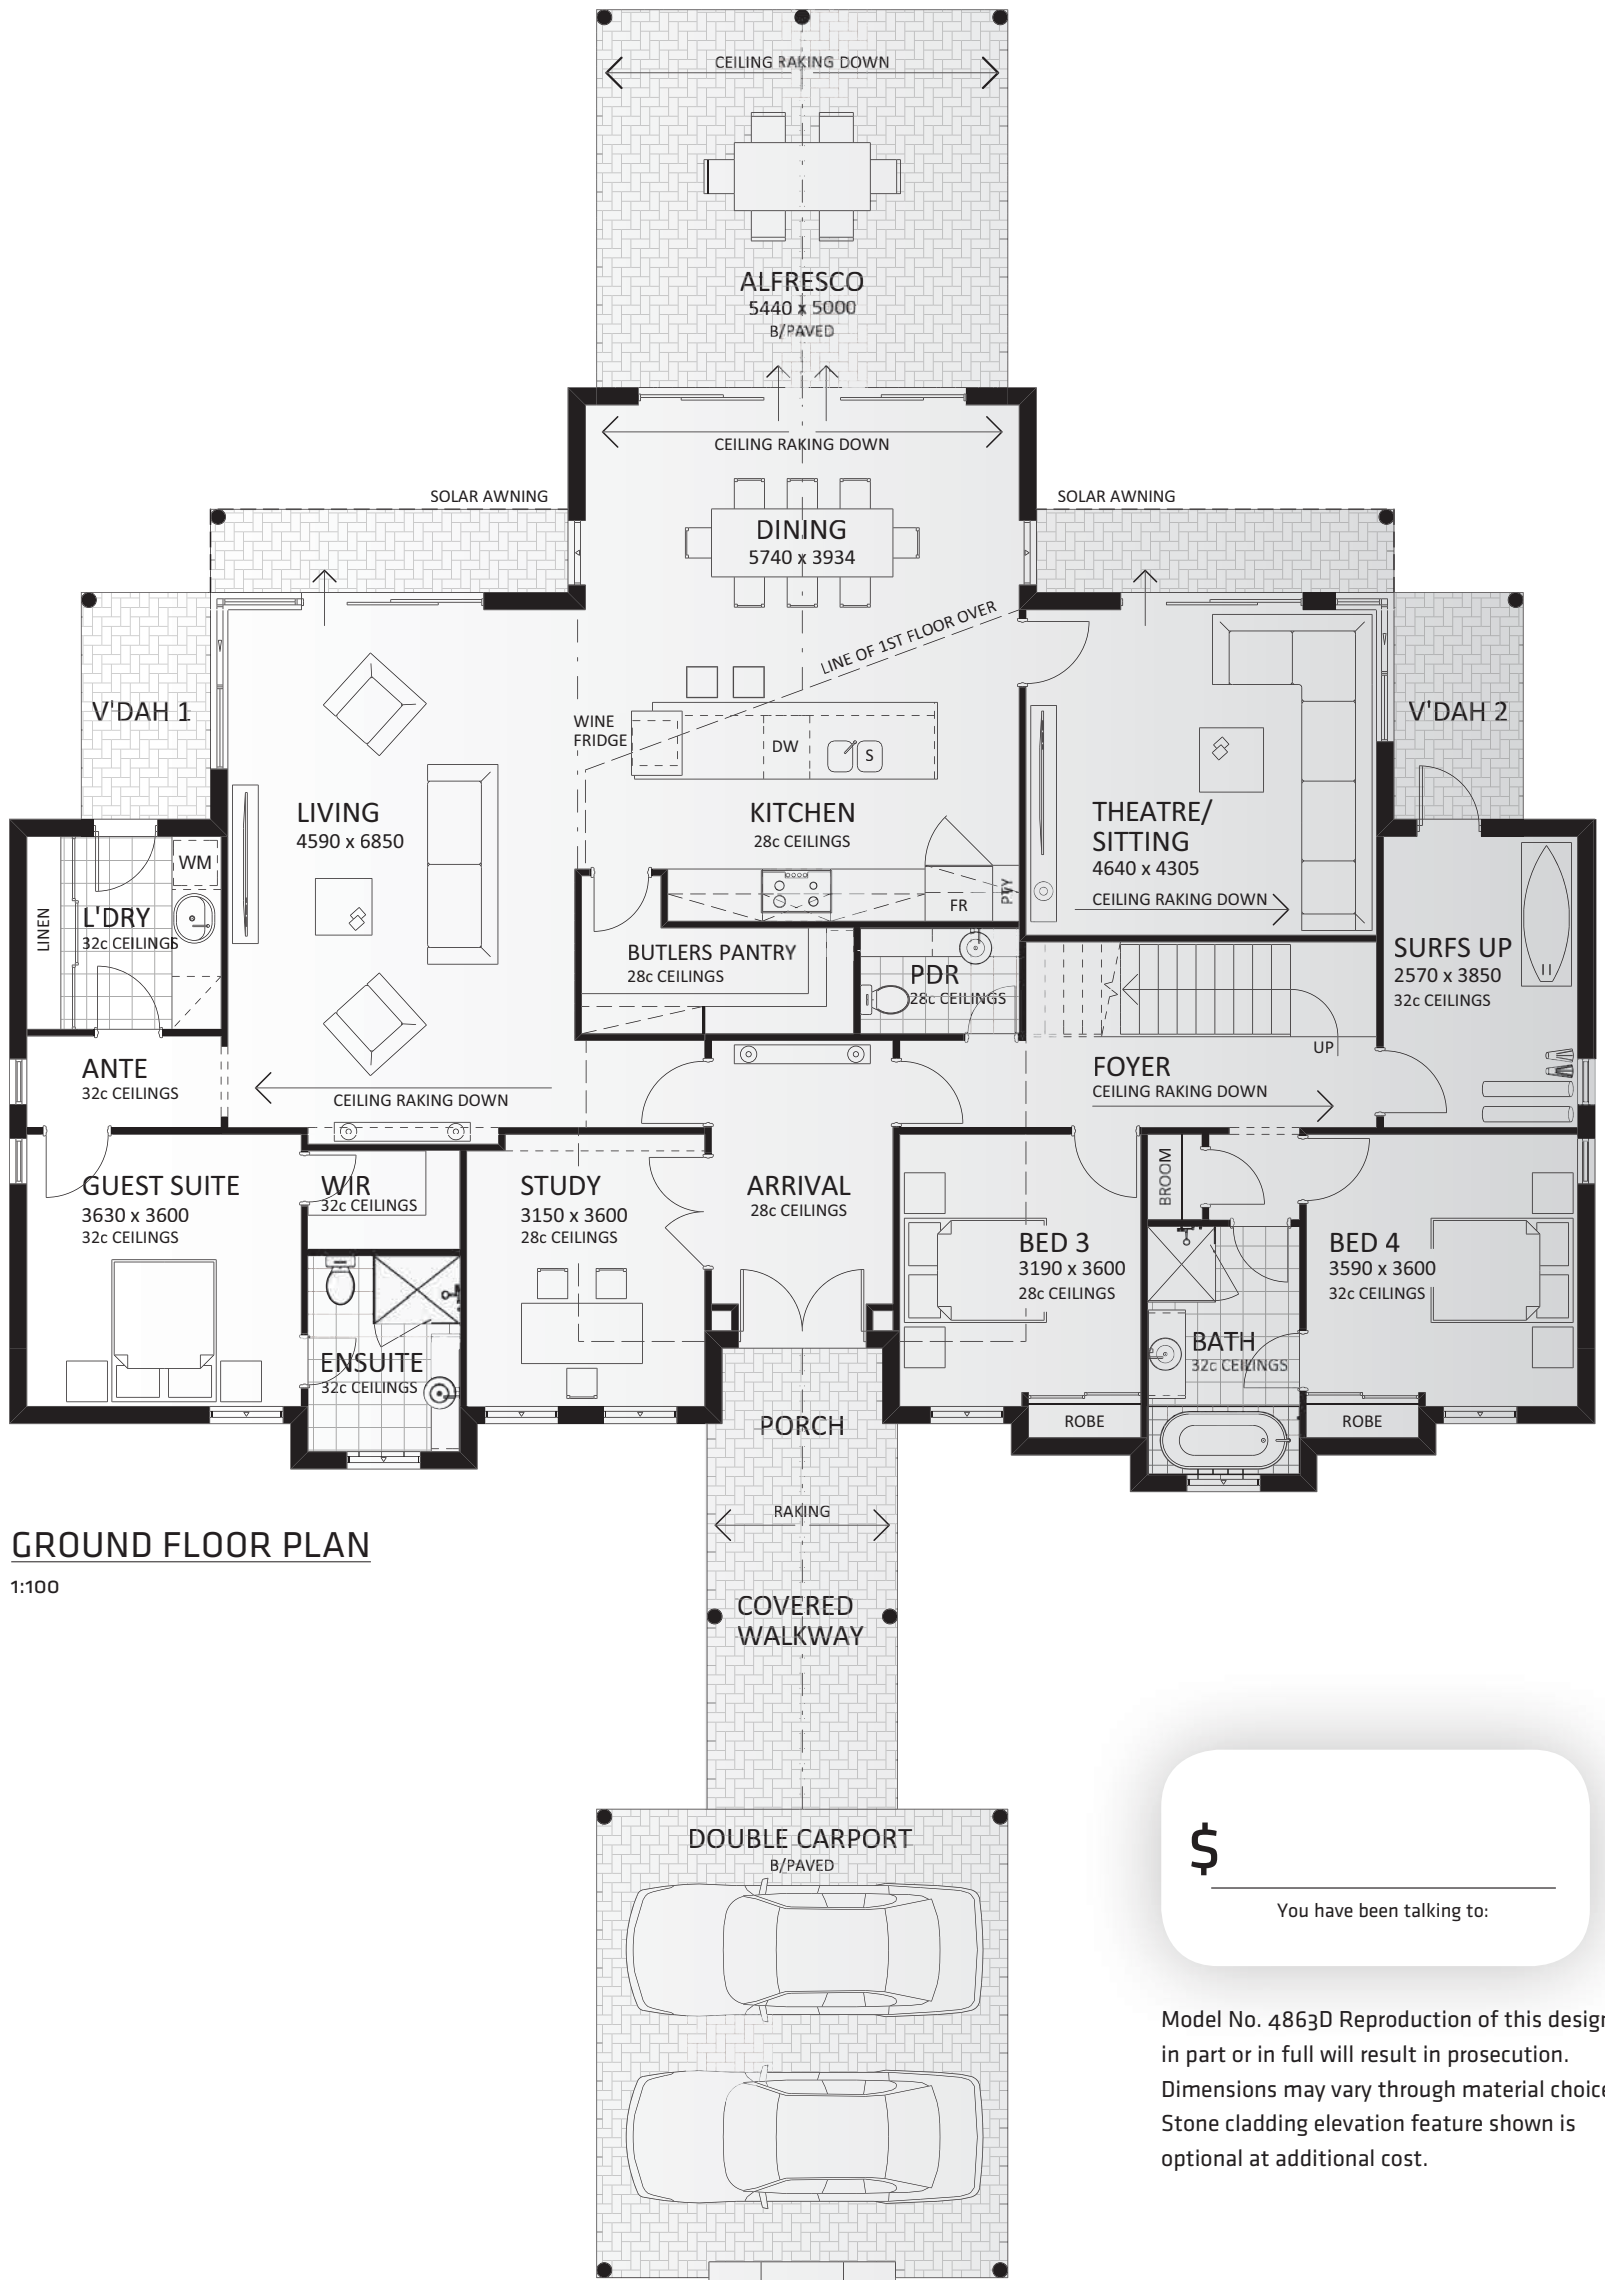 CEILING RAKING DOWN
ALFRESCO
5440 x 5000
B/PAVED
CEILING RAKING DOWN
SOLAR AWNING
SOLAR AWNING
DINING
5740 x 3934
LINE OF 1ST FLOOR OVER
V'DAH 1
WINE
FRIDGE
DW
S
V'DAH 2
LIVING
4590 x 6850
KITCHEN
28c CEILINGS
THEATRE/
SITTING
4640 x 4305
CEILING RAKING DOWN
WM
LINEN
L'DRY
32c CEILINGS
FR
PTY
BUTLERS PANTRY
28c CEILINGS
PDR
28c CEILINGS
SURFS UP
2570 x 3850
32c CEILINGS
ANTE
32c CEILINGS
CEILING RAKING DOWN
UP
FOYER
CEILING RAKING DOWN
GUEST SUITE
3630 x 3600
32c CEILINGS
WIR
32c CEILINGS
STUDY
3150 x 3600
28c CEILINGS
ARRIVAL
28c CEILINGS
BROOM
BED 3
3190 x 3600
28c CEILINGS
BED 4
3590 x 3600
32c CEILINGS
ENSUITE
32c CEILINGS
BATH
32c CEILINGS
PORCH
ROBE
ROBE
RAKING
GROUND FLOOR PLAN
1:100
COVERED
WALKWAY
DOUBLE CARPORT
B/PAVED
$
You have been talking to:
Model No. 4863D Reproduction of this design
in part or in full will result in prosecution.
Dimensions may vary through material choice
Stone cladding elevation feature shown is
optional at additional cost.